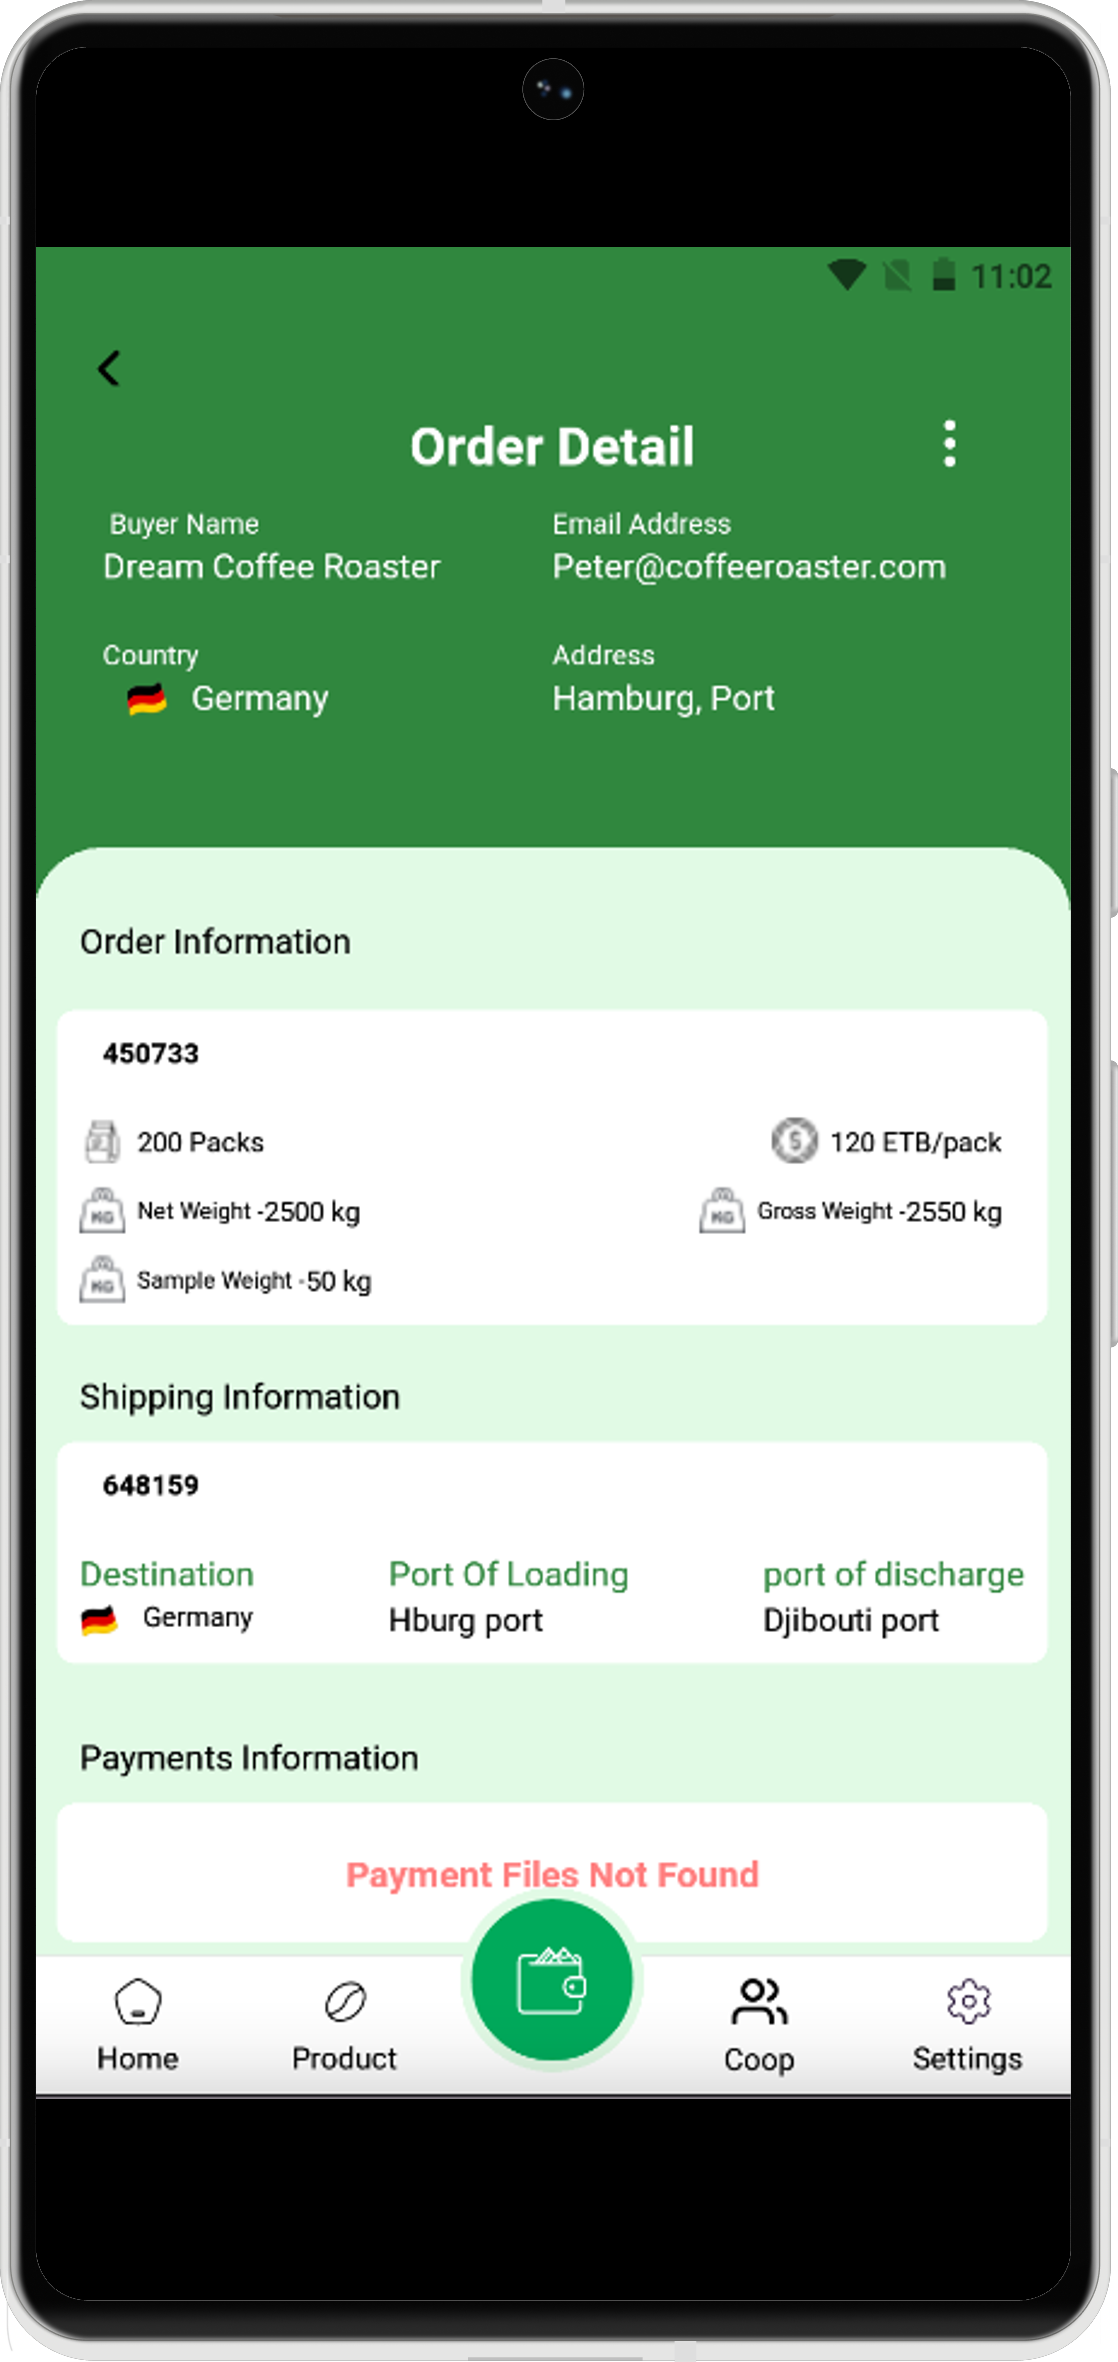 11:02
Order Detail
Buyer Name Email Address
Dream Coffee Roaster Peter@coffeeroaster.com
Country Address
Germany Hamburg, Port
Order Information
450733
200 Packs 120 ETB/pack
Net Weight -2500 kg Gross Weight -2550 kg
Sample Weight -50 kg
Shipping Information
648159
Destination Port Of Loading port of discharge
Germany Hburg port Djibouti port
Payments Information
Payment Files Not Found
Home Product Coop Settings